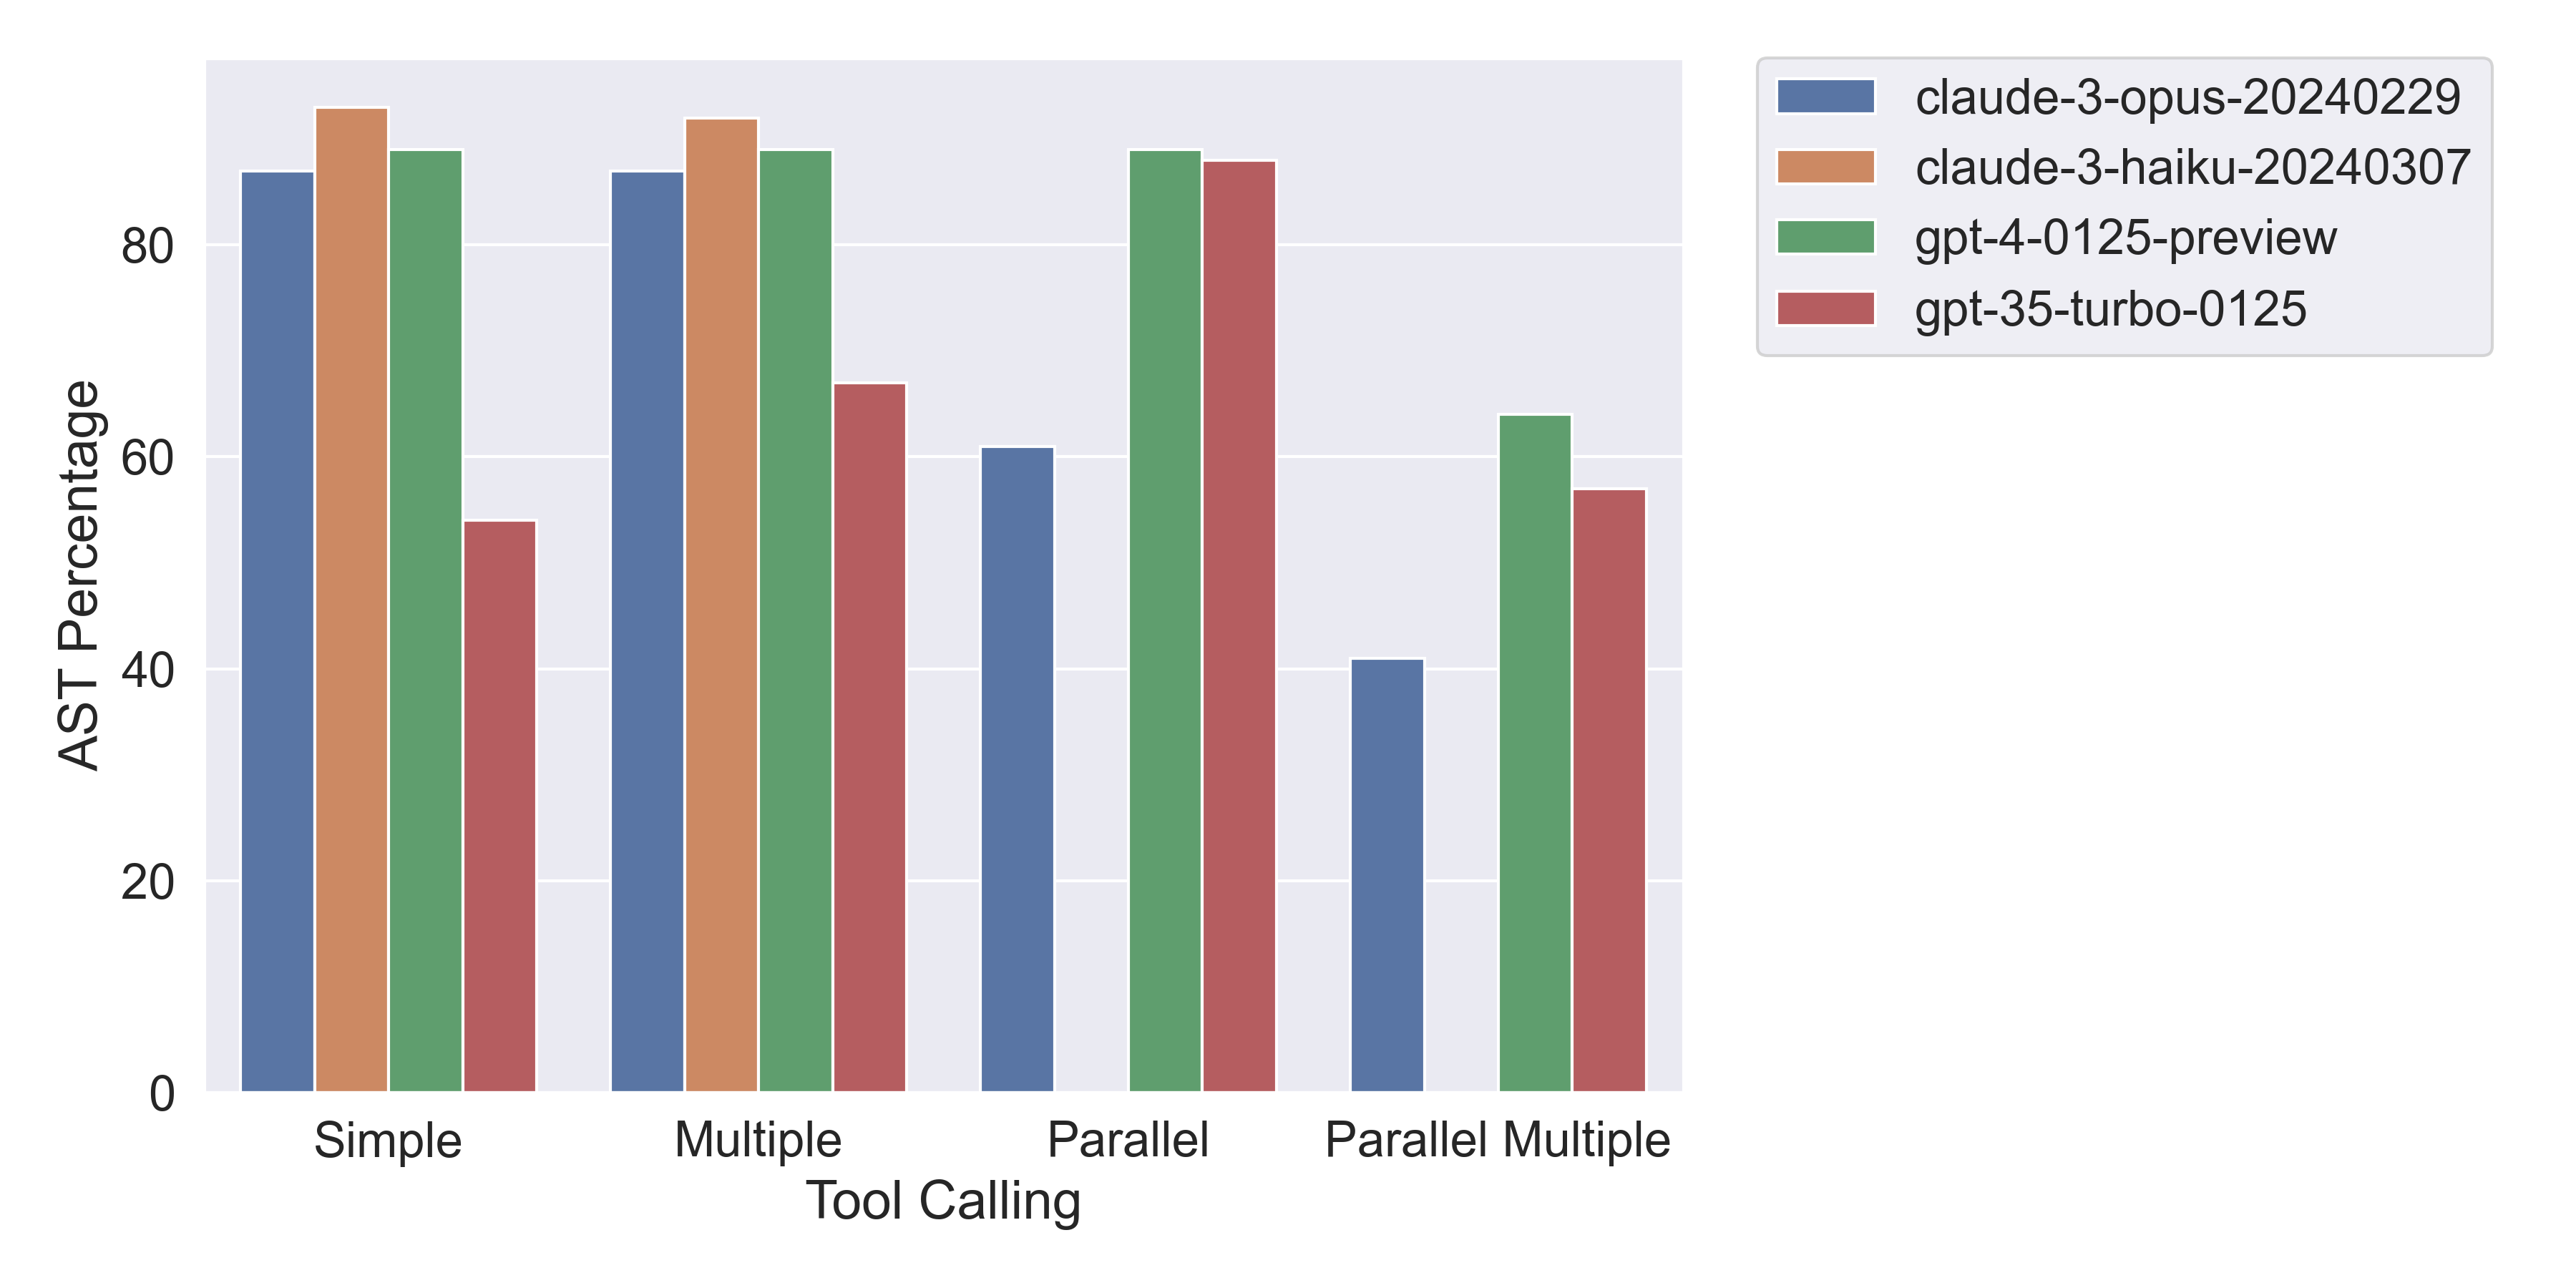 claude-3-opus-20240229
claude-3-haiku-20240307
gpt-4-0125-preview
gpt-35-turbo-0125
AST Percentage
80
60
40
20
0
Simple
Multiple
Parallel
Parallel Multiple
Tool Calling